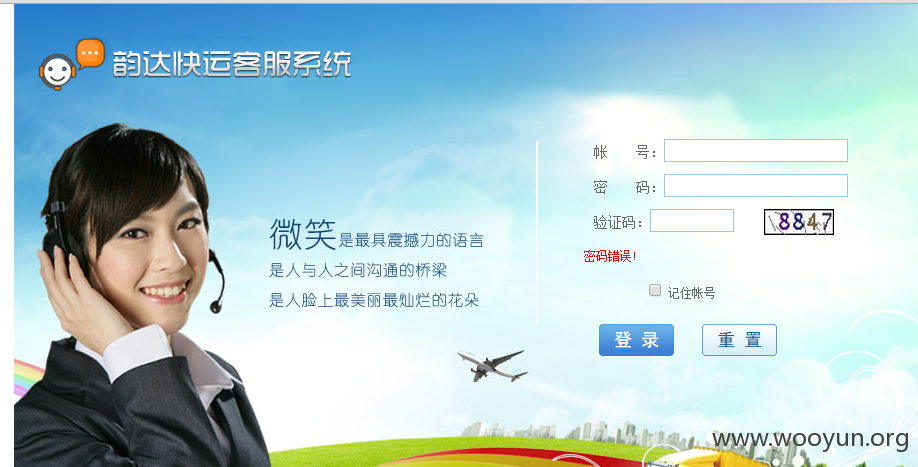 韵达快运客服系统
帐 号：
密 码：
验证码： 8847
密码错误!
记住帐号
登 录 重 置
微笑是最具震撼力的语言
是人与人之间沟通的桥梁
是人脸上最美丽最灿烂的花朵
www.wooyun.org